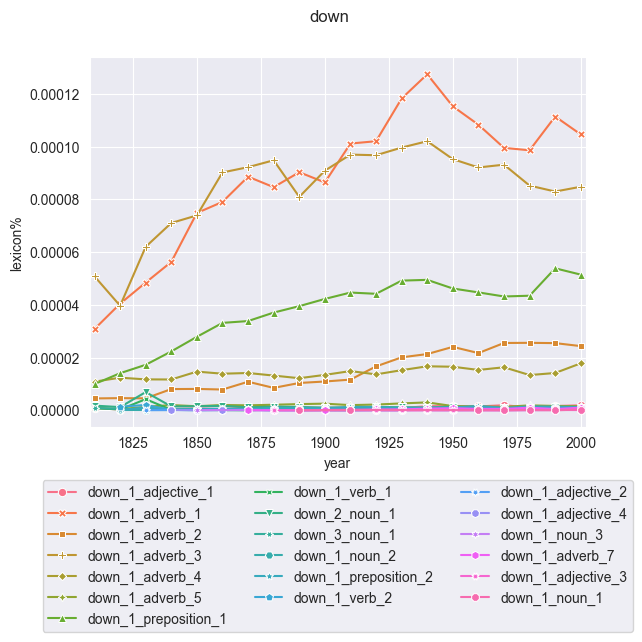 down
0.00012
0.00010
0.00008
0.00006
0.00004
0.00002
0.00000
lexicon%
1825 1850 1875 1900 1925 1950 1975 2000
year
down_1_adjective_1 down_1_verb_1 down_1_adjective_2
down_1_adverb_1 down_2_noun_1 down_1_adjective_4
down_1_adverb_2 down_3_noun_1 down_1_noun_3
down_1_adverb_3 down_1_noun_2 down_1_adverb_7
down_1_adverb_4 down_1_preposition_2 down_1_adjective_3
down_1_adverb_5 down_1_verb_2 down_1_noun_1
down_1_preposition_1